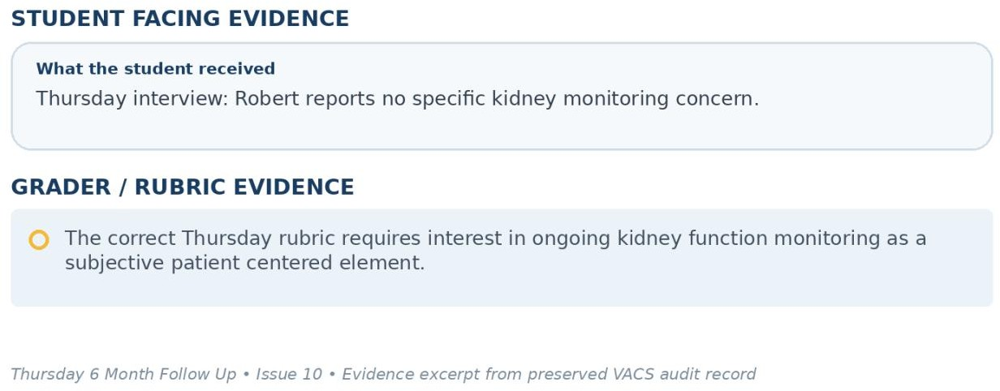 STUDENT FACING EVIDENCE
What the student received
Thursday interview: Robert reports no specific kidney monitoring concern.
GRADER / RUBRIC EVIDENCE
The correct Thursday rubric requires interest in ongoing kidney function monitoring as a
subjective patient centered element.
Thursday 6 Month Follow Up • Issue 10 • Evidence excerpt from preserved VACS audit record